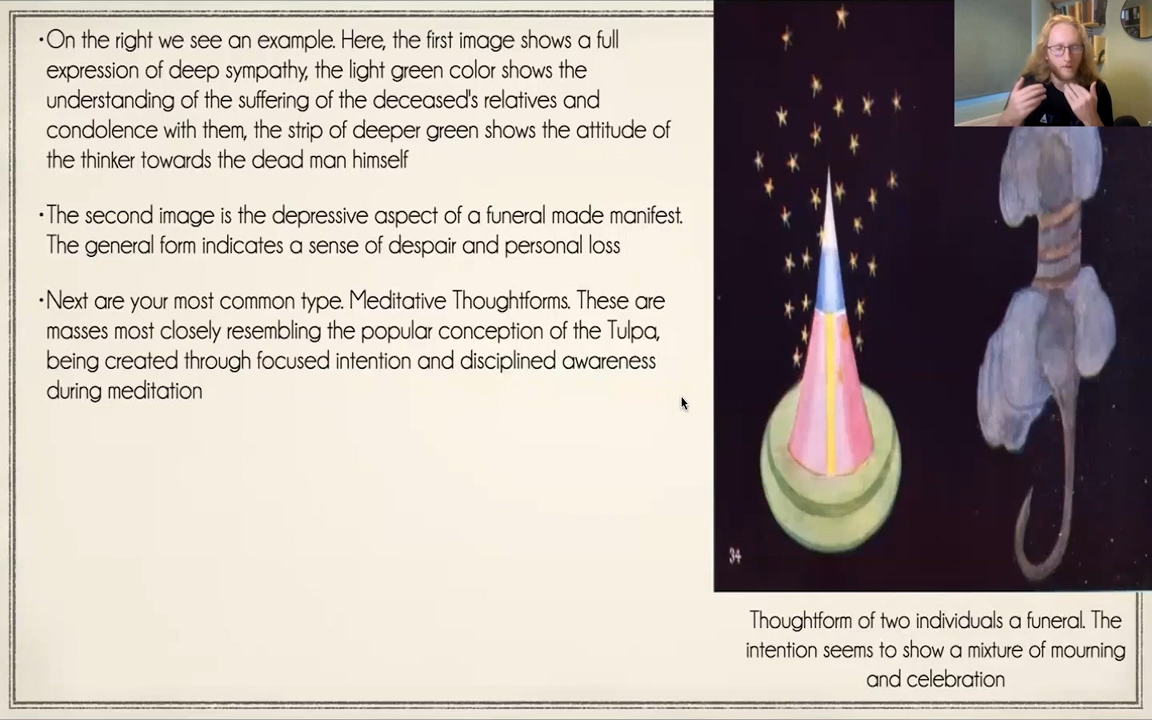 •On the right we see an example. Here, the first image shows a full
expression of deep sympathy, the light green color shows the
understanding of the suffering of the deceased's relatives and
condolence with them, the strip of deeper green shows the attitude of
the thinker towards the dead man himself
•The second image is the depressive aspect of a funeral made manifest.
The general form indicates a sense of despair and personal loss
•Next are your most common type. Meditative Thoughtforms. These are
masses most closely resembling the popular conception of the Tulpa,
being created through focused intention and disciplined awareness
during meditation
34
Thoughtform of two individuals a funeral. The
intention seems to show a mixture of mourning
and celebration